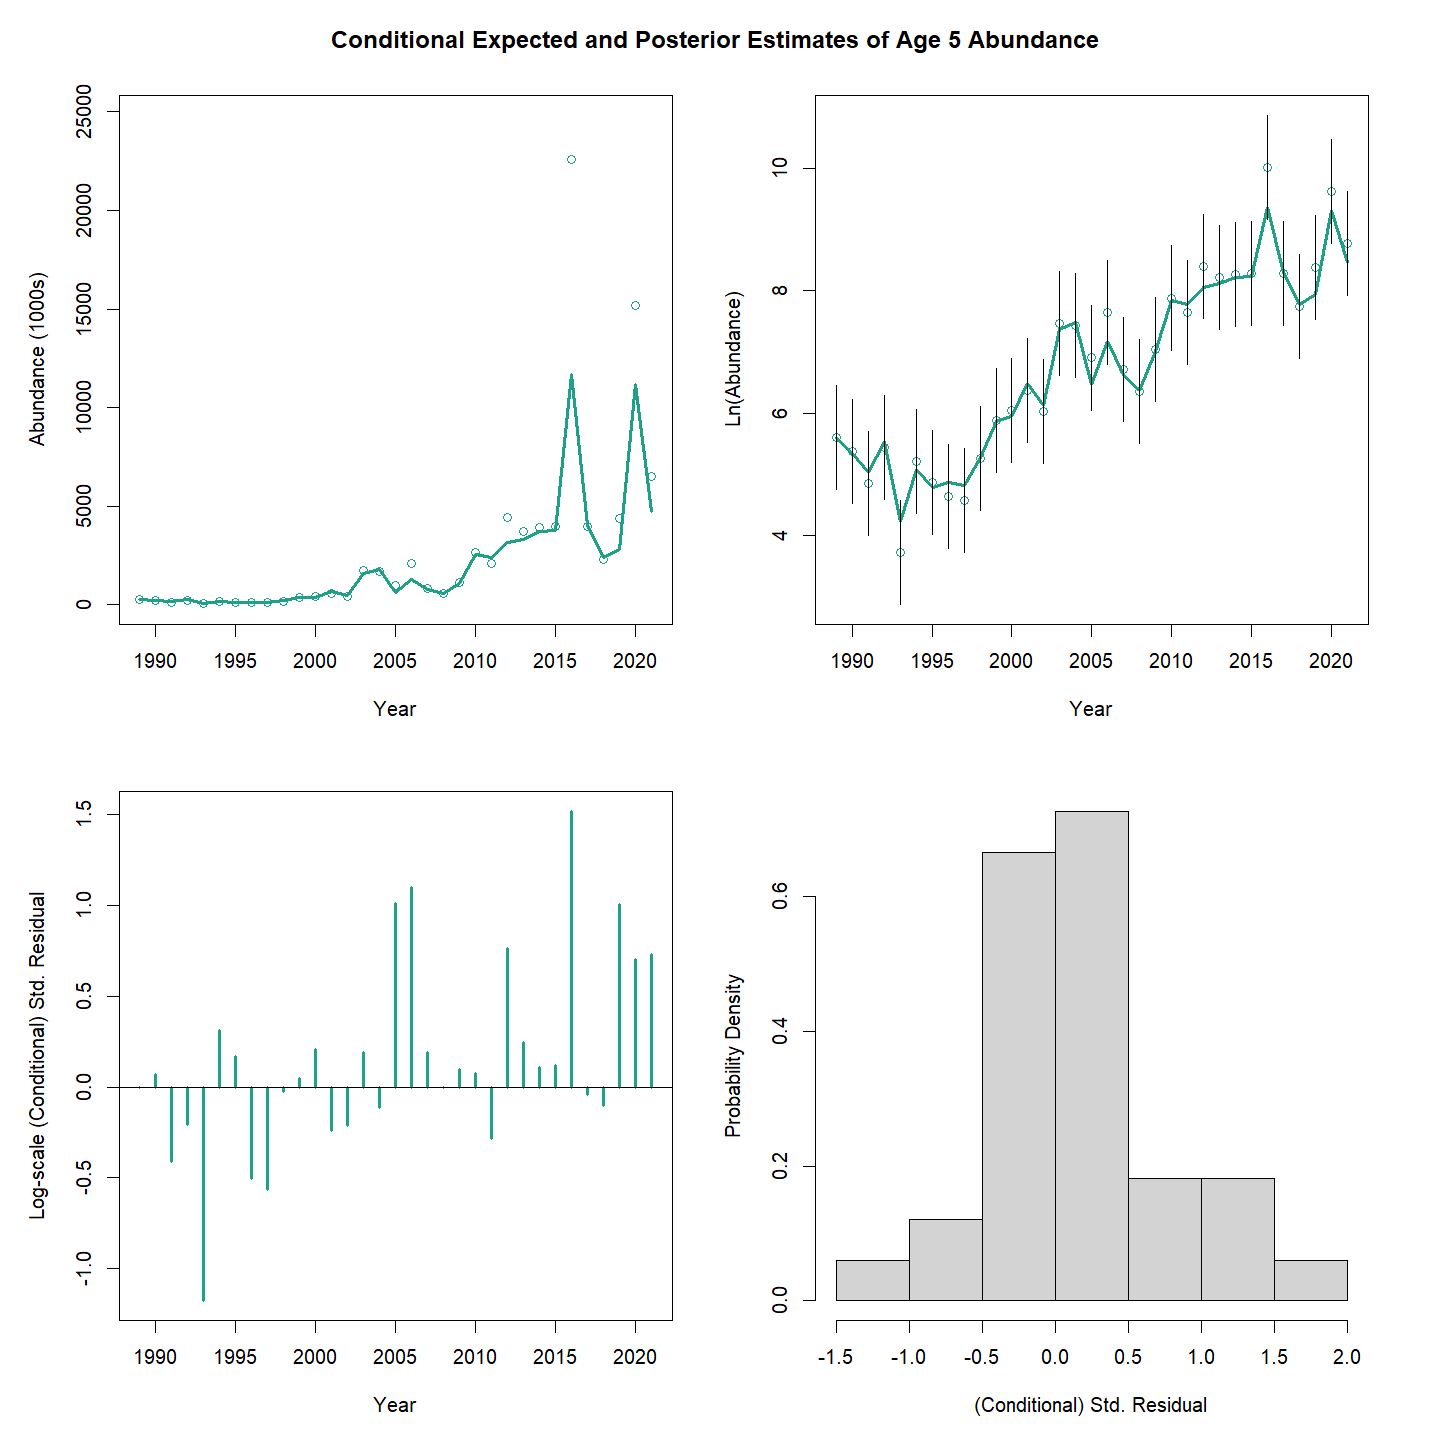 Conditional Expected and Posterior Estimates of Age 5 Abundance
Abundance (1000s)
0 5000 10000 15000 20000 25000
1990 1995 2000 2005 2010 2015 2020
Year
Ln(Abundance)
4 6 8 10
1990 1995 2000 2005 2010 2015 2020
Year
Log-scale (Conditional) Std. Residual
-1.0 -0.5 0.0 0.5 1.0 1.5
1990 1995 2000 2005 2010 2015 2020
Year
Probability Density
0.0 0.2 0.4 0.6
-1.5 -1.0 -0.5 0.0 0.5 1.0 1.5 2.0
(Conditional) Std. Residual